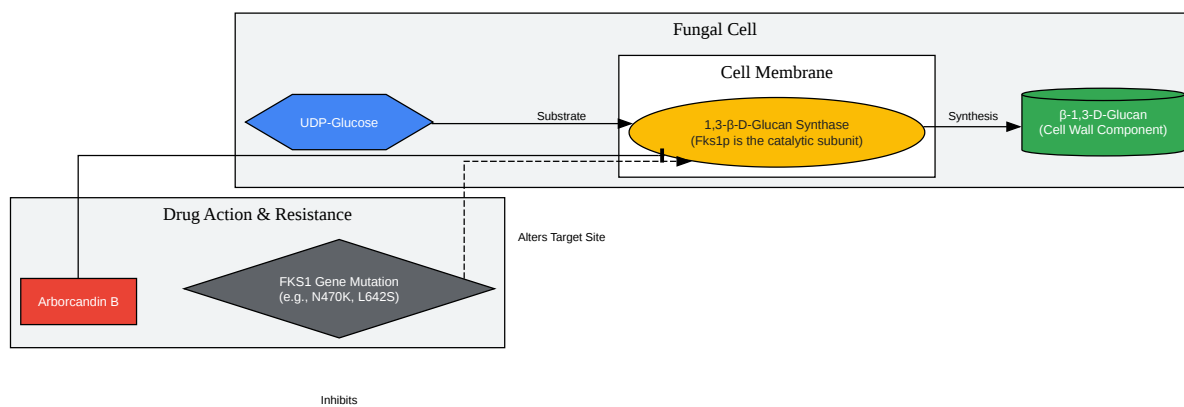 Fungal Cell
Cell Membrane
UDP-Glucose
Substrate
1,3-β-D-Glucan Synthase
(Fks1p is the catalytic subunit)
Synthesis
β-1,3-D-Glucan
(Cell Wall Component)
Drug Action & Resistance
Alters Target Site
Arborcandin B
FKS1 Gene Mutation
(e.g., N470K, L642S)
Inhibits